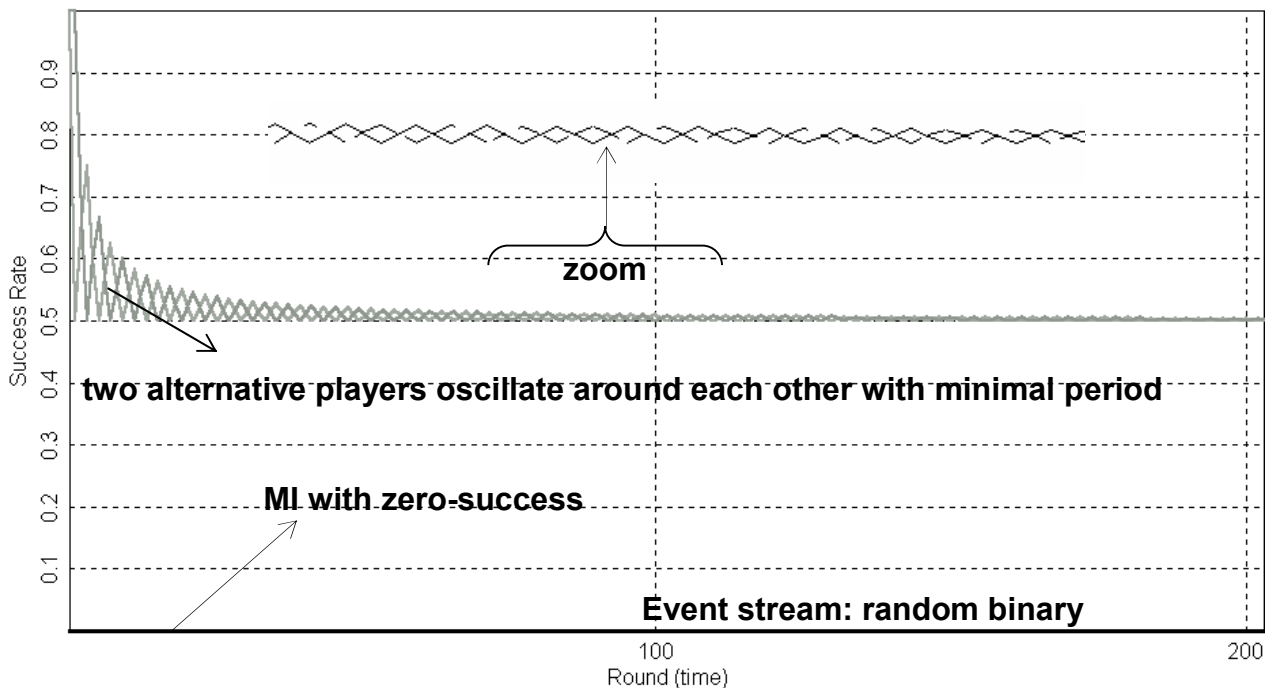 0.9
0.8
0.7
0.6
0.5
0.4
0.3
0.2
0.1
Success Rate
zoom
two alternative players oscillate around each other with minimal period
MI with zero-success
Event stream: random binary
100
200
Round (time)